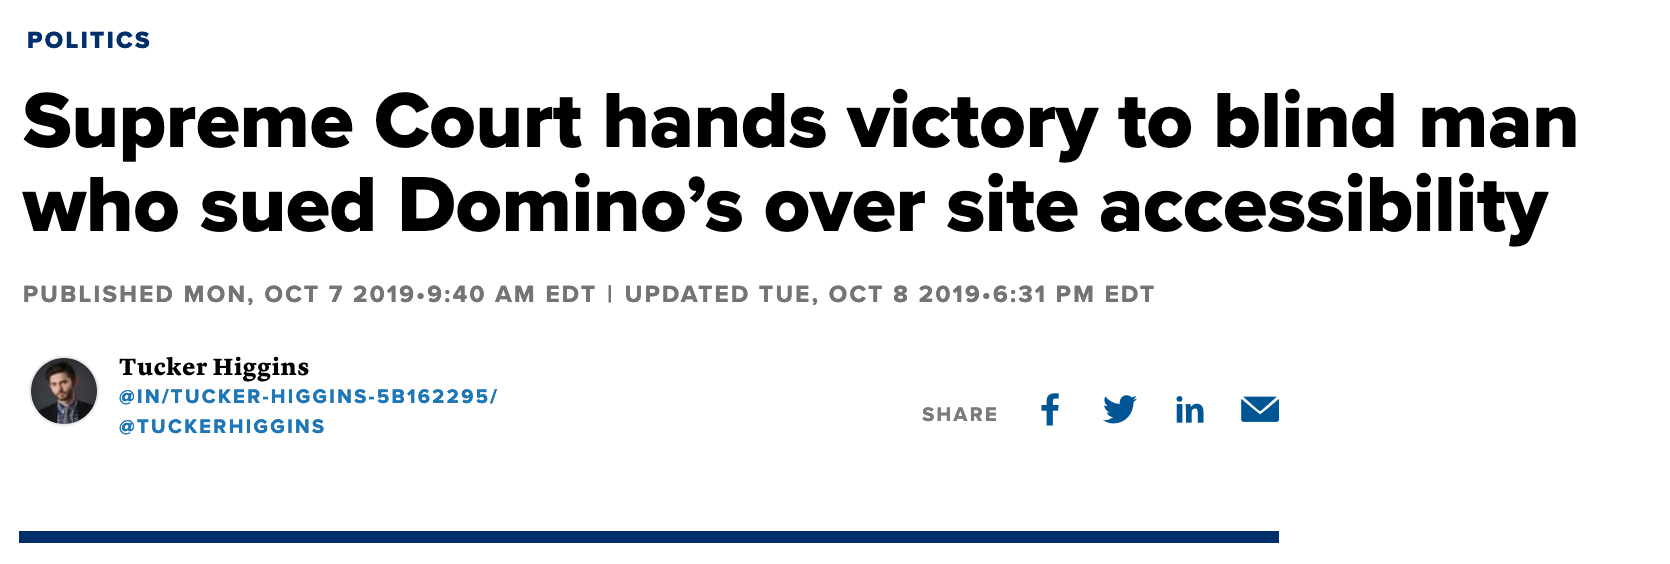 POLITICS
Supreme Court hands victory to blind man
who sued Domino’s over site accessibility
PUBLISHED MON, OCT 7 2019•9:40 AM EDT | UPDATED TUE, OCT 8 2019•6:31 PM EDT
Tucker Higgins
@IN/TUCKER-HIGGINS-5B162295/
@TUCKERHIGGINS
SHARE